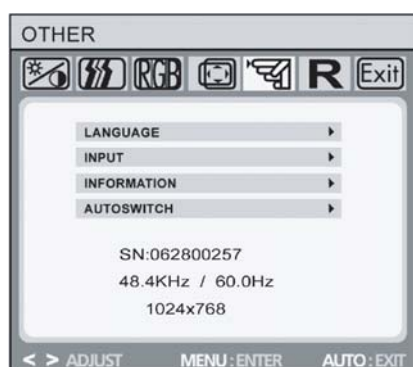 OTHER
RGB R Exit
LANGUAGE
INPUT
INFORMATION
AUTOSWITCH
SN:062800257
48.4KHz / 60.0Hz
1024x768
< > ADJUST MENU:ENTER AUTO:EXIT